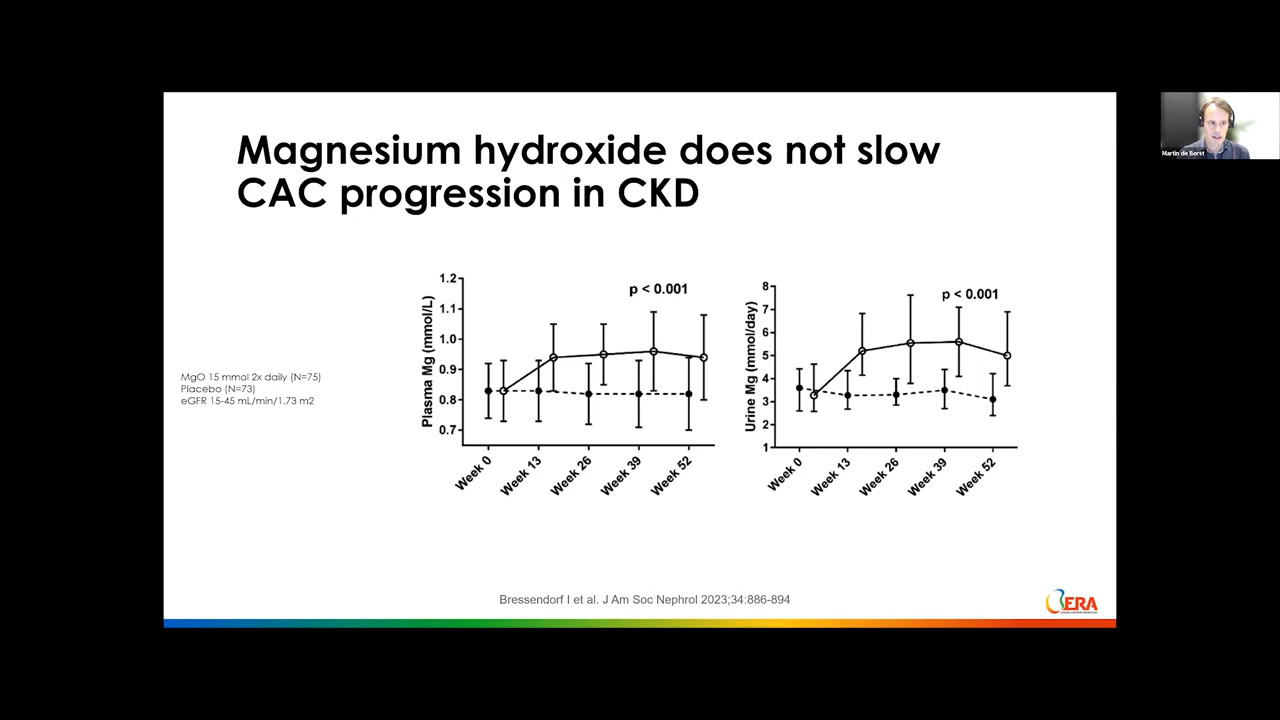 Magnesium hydroxide does not slow
CAC progression in CKD
MgO 15 mmol 2x daily (N=75)
Placebo (N=73)
eGFR 15-45 mL/min/1.73 m2
Plasma Mg (mmol/L)
1.2
1.1
1.0
0.9
0.8
0.7
p < 0.001
Week 0
Week 13
Week 26
Week 39
Week 52
Urine Mg (mmol/day)
8
7
6
5
4
3
2
1
p < 0.001
Week 0
Week 13
Week 26
Week 39
Week 52
Bressendorf I et al. J Am Soc Nephrol 2023;34:886-894
ERA
Martin de Borst